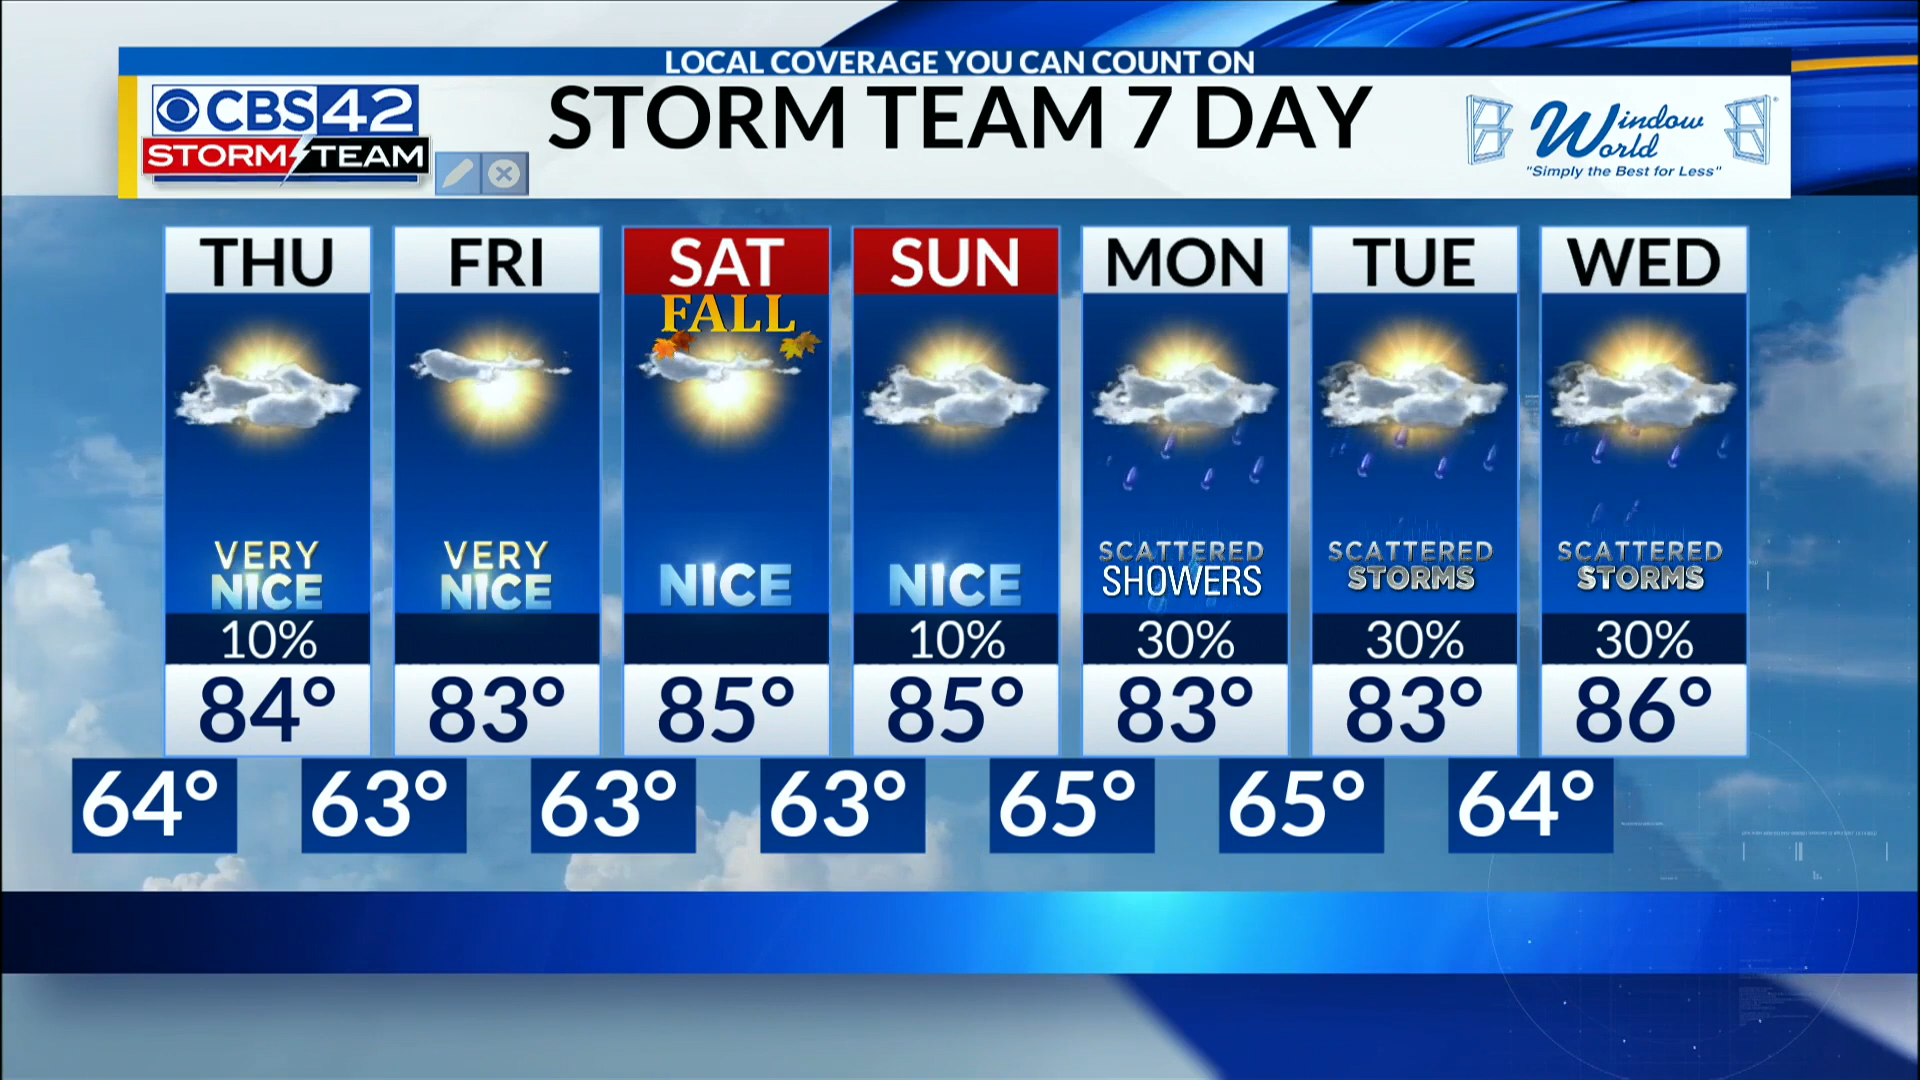 LOCAL COVERAGE YOU CAN COUNT ON
CBS 42
STORM TEAM
STORM TEAM 7 DAY
Window World
"Simply the Best for Less"
THU FRI SAT SUN MON TUE WED
FALL
VERY NICE
VERY NICE
NICE
NICE
SCATTERED SHOWERS
SCATTERED STORMS
SCATTERED STORMS
10% 10% 30% 30% 30%
84° 83° 85° 85° 83° 83° 86°
64° 63° 63° 63° 65° 65° 64°